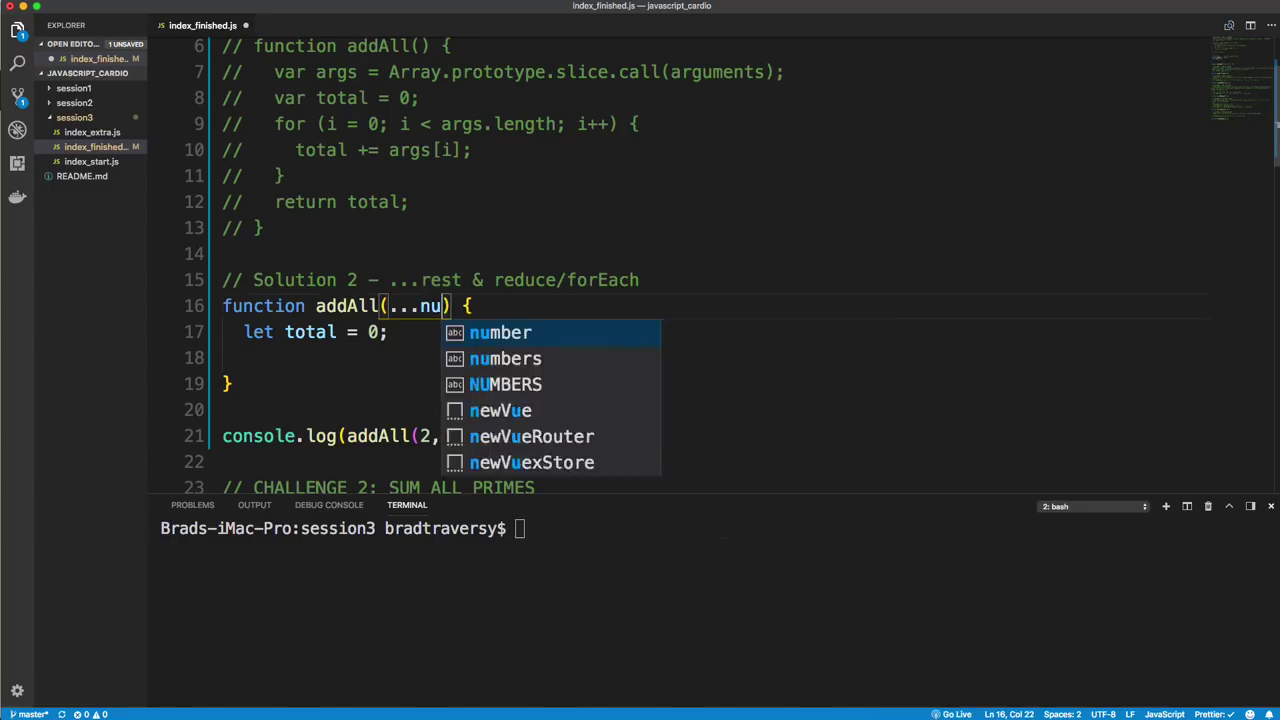 index_finished.js — javascript_cardio
EXPLORER
index_finished.js
OPEN EDITO... 1 UNSAVED
index_finishe...
JAVASCRIPT_CARDIO
session1
session2
session3
index_extra.js
index_finished...
index_start.js
README.md
1
1
6 // function addAll() {
7 //   var args = Array.prototype.slice.call(arguments);
8 //   var total = 0;
9 //   for (i = 0; i < args.length; i++) {
10 //     total += args[i];
11 //   }
12 //   return total;
13 // }
14
15 // Solution 2 - ...rest & reduce/forEach
16 function addAll(...nu) {
17   let total = 0;
18
19 }
20
21 console.log(addAll(2,
22
23 // CHALLENGE 2: SUM ALL PRIMES
number
numbers
NUMBERS
newVue
newVueRouter
newVuexStore
PROBLEMS OUTPUT DEBUG CONSOLE TERMINAL 2: bash
Brads-iMac-Pro:session3 bradtraversy$
master* 0 0 Go Live Ln 16, Col 22 Spaces: 2 UTF-8 LF JavaScript Prettier: ✓